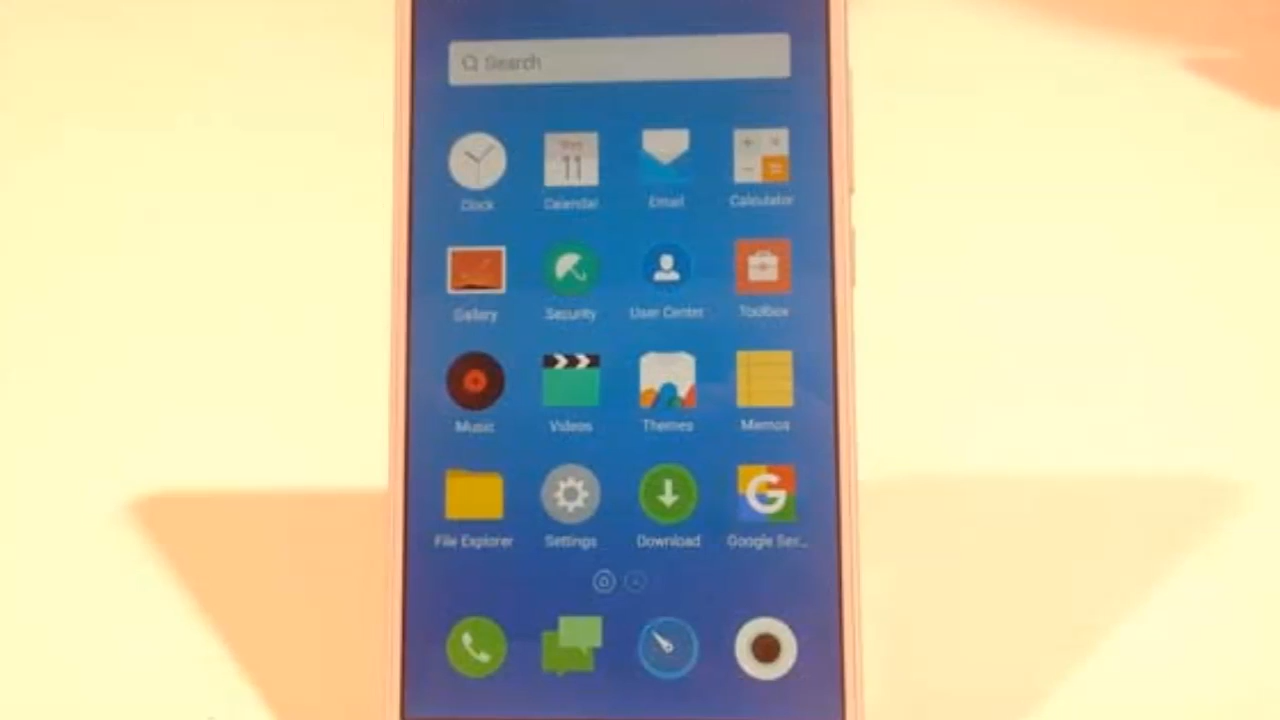 Search
11
Clock Calendar Email Calculator
Gallery Security User Center Toolbox
Music Videos Themes Memos
G
File Explorer Settings Download Google Ser...